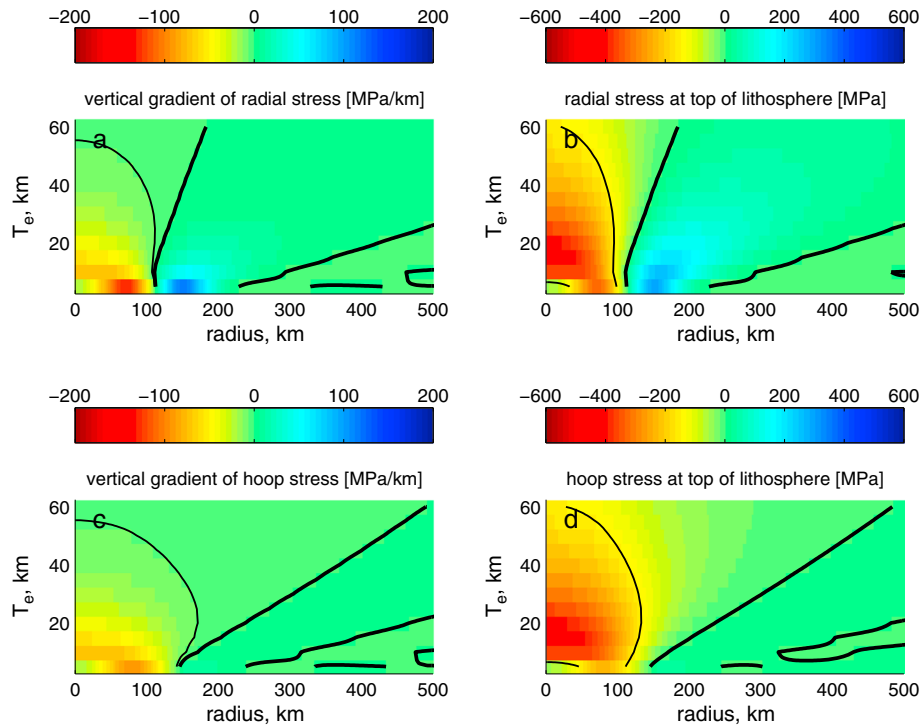 −200 −100 0 100 200
−600 −400 −200 0 200 400 600
vertical gradient of radial stress [MPa/km]
radial stress at top of lithosphere [MPa]
a
b
60
40
20
T_e, km
0 100 200 300 400 500
radius, km
60
40
20
T_e, km
0 100 200 300 400 500
radius, km
−200 −100 0 100 200
−600 −400 −200 0 200 400 600
vertical gradient of hoop stress [MPa/km]
hoop stress at top of lithosphere [MPa]
c
d
60
40
20
T_e, km
0 100 200 300 400 500
radius, km
60
40
20
T_e, km
0 100 200 300 400 500
radius, km